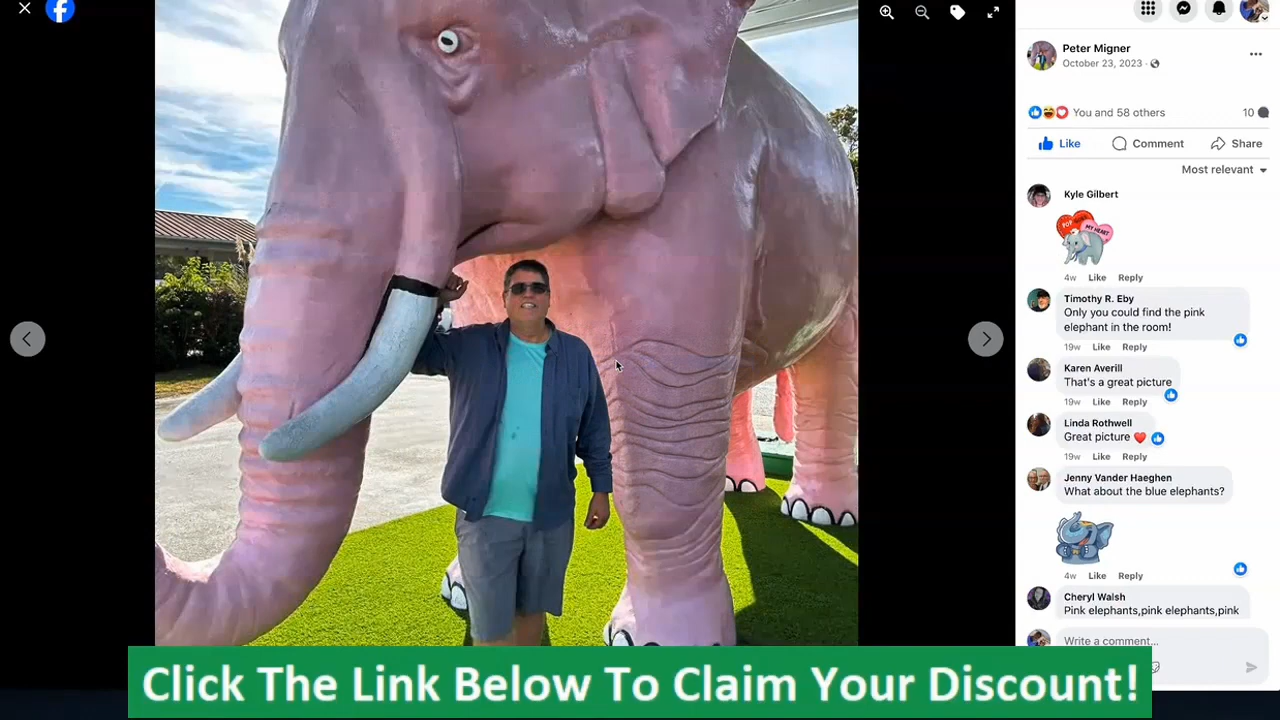 Peter Migner
October 23, 2023
You and 58 others
10
Like
Comment
Share
Most relevant
Kyle Gilbert
MY HEART
4w Like Reply
Timothy R. Eby
Only you could find the pink
elephant in the room!
19w Like Reply
Karen Averill
That's a great picture
19w Like Reply
Linda Rothwell
Great picture
19w Like Reply
Jenny Vander Haeghen
What about the blue elephants?
4w Like Reply
Cheryl Walsh
Pink elephants,pink elephants,pink
Write a comment...
Click The Link Below To Claim Your Discount!